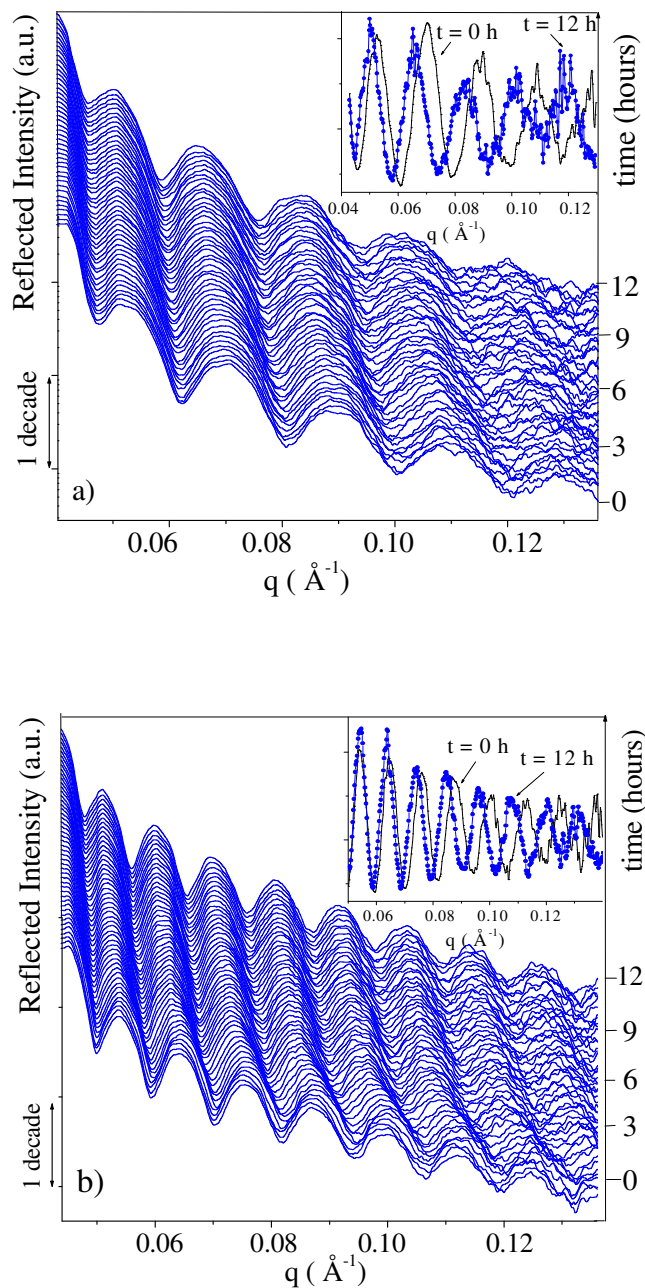 Reflected Intensity (a.u.)
1 decade
a)
t = 0 h
t = 12 h
0.04 0.06 0.08 0.10 0.12
q ( Å-1)
time (hours)
12
9
6
3
0
0.06 0.08 0.10 0.12
q ( Å-1)
Reflected Intensity (a.u.)
1 decade
b)
t = 0 h
t = 12 h
0.06 0.08 0.10 0.12
q ( Å-1)
time (hours)
12
9
6
3
0
0.06 0.08 0.10 0.12
q ( Å-1)